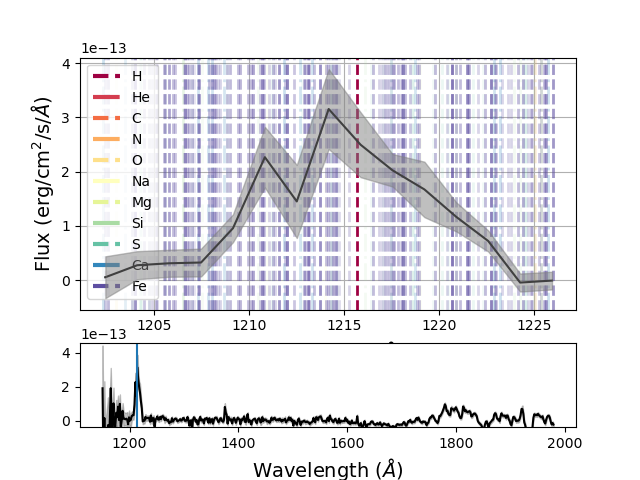 1e−13
Flux (erg/cm²/s/Å)
4
3
2
1
0
H
He
C
N
O
Na
Mg
Si
S
Ca
Fe
1205 1210 1215 1220 1225
1e−13
4
2
0
1200 1400 1600 1800 2000
Wavelength (Å)